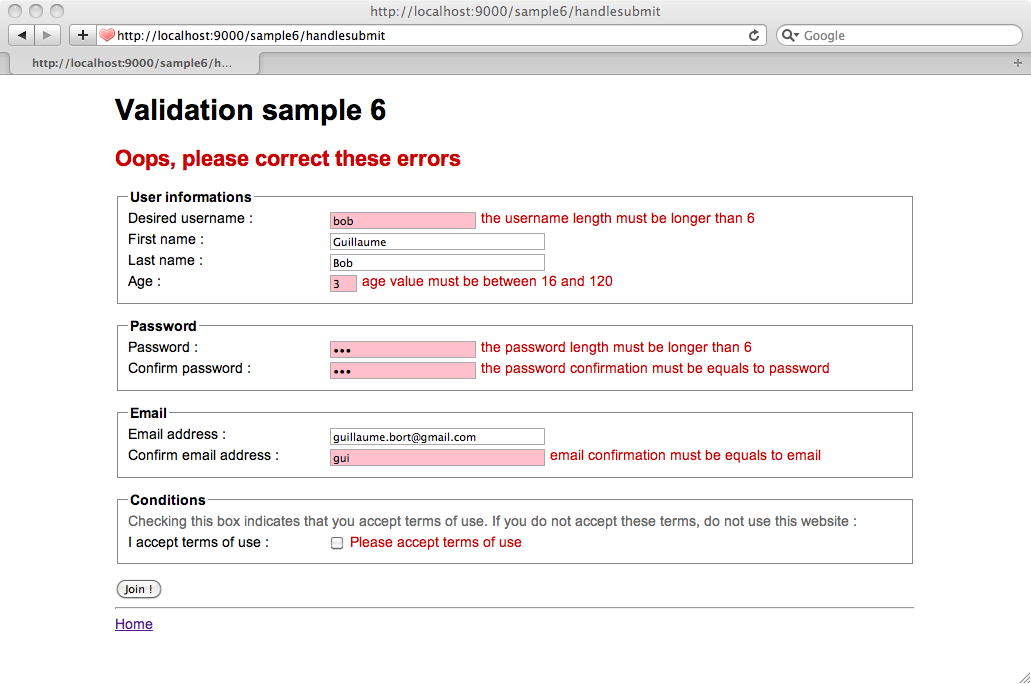 http://localhost:9000/sample6/handlesubmit
http://localhost:9000/sample6/handlesubmit
Google
http://localhost:9000/sample6/h...
Validation sample 6
Oops, please correct these errors
User informations
Desired username : bob the username length must be longer than 6
First name : Guillaume
Last name : Bob
Age : 3 age value must be between 16 and 120
Password
Password : ••• the password length must be longer than 6
Confirm password : ••• the password confirmation must be equals to password
Email
Email address : guillaume.bort@gmail.com
Confirm email address : gui email confirmation must be equals to email
Conditions
Checking this box indicates that you accept terms of use. If you do not accept these terms, do not use this website :
I accept terms of use : Please accept terms of use
Join !
Home